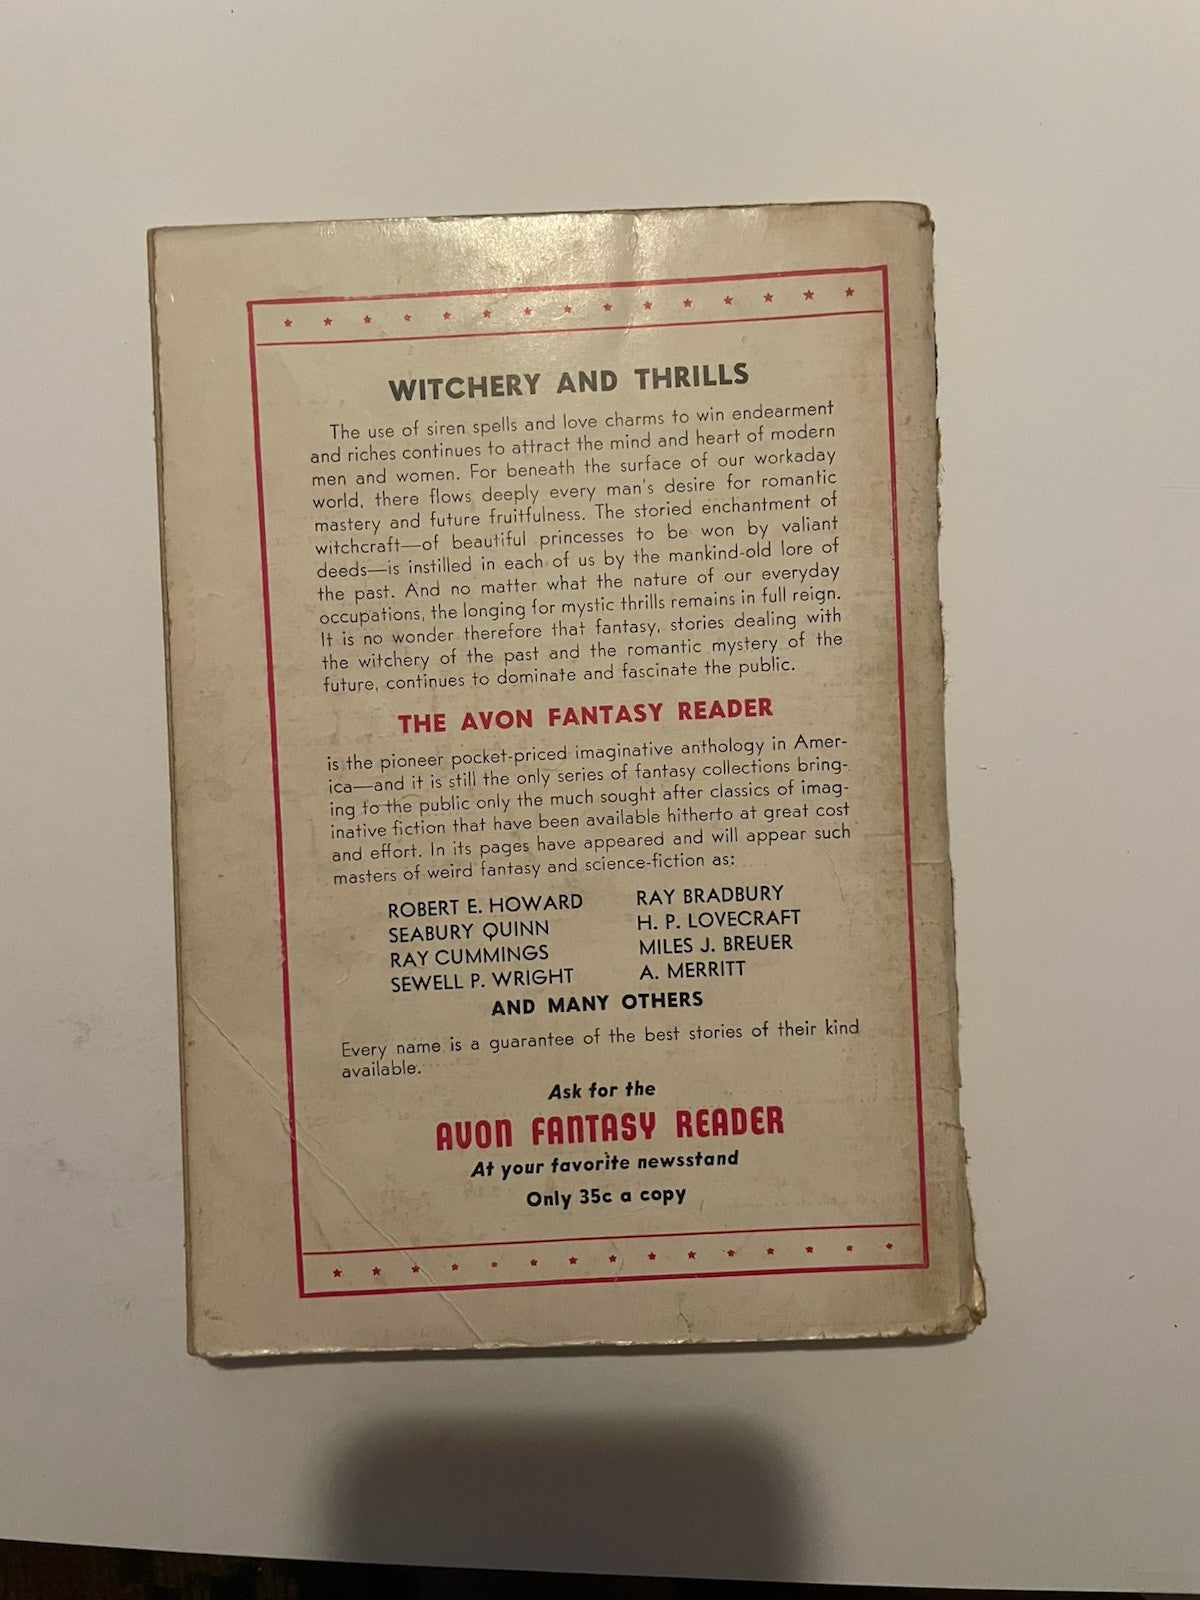 WITCHERY AND THRILLS
The use of siren spells and love charms to win endearment
and riches continues to attract the mind and heart of modern
men and women. For beneath the surface of our workaday
world, there flows deeply every man's desire for romantic
mastery and future fruitfulness. The storied enchantment of
witchcraft—of beautiful princesses to be won by valiant
deeds—is instilled in each of us by the mankind-old lore of
the past. And no matter what the nature of our everyday
occupations, the longing for mystic thrills remains in full reign.
It is no wonder therefore that fantasy, stories dealing with
the witchery of the past and the romantic mystery of the
future, continues to dominate and fascinate the public.
THE AVON FANTASY READER
is the pioneer pocket-priced imaginative anthology in Amer-
ica—and it is still the only series of fantasy collections bring-
ing to the public only the much sought after classics of imag-
inative fiction that have been available hitherto at great cost
and effort. In its pages have appeared and will appear such
masters of weird fantasy and science-fiction as:
ROBERT E. HOWARD
SEABURY QUINN
RAY CUMMINGS
SEWELL P. WRIGHT
RAY BRADBURY
H. P. LOVECRAFT
MILES J. BREUER
A. MERRITT
AND MANY OTHERS
Every name is a guarantee of the best stories of their kind
available.
Ask for the
AVON FANTASY READER
At your favorite newsstand
Only 35c a copy